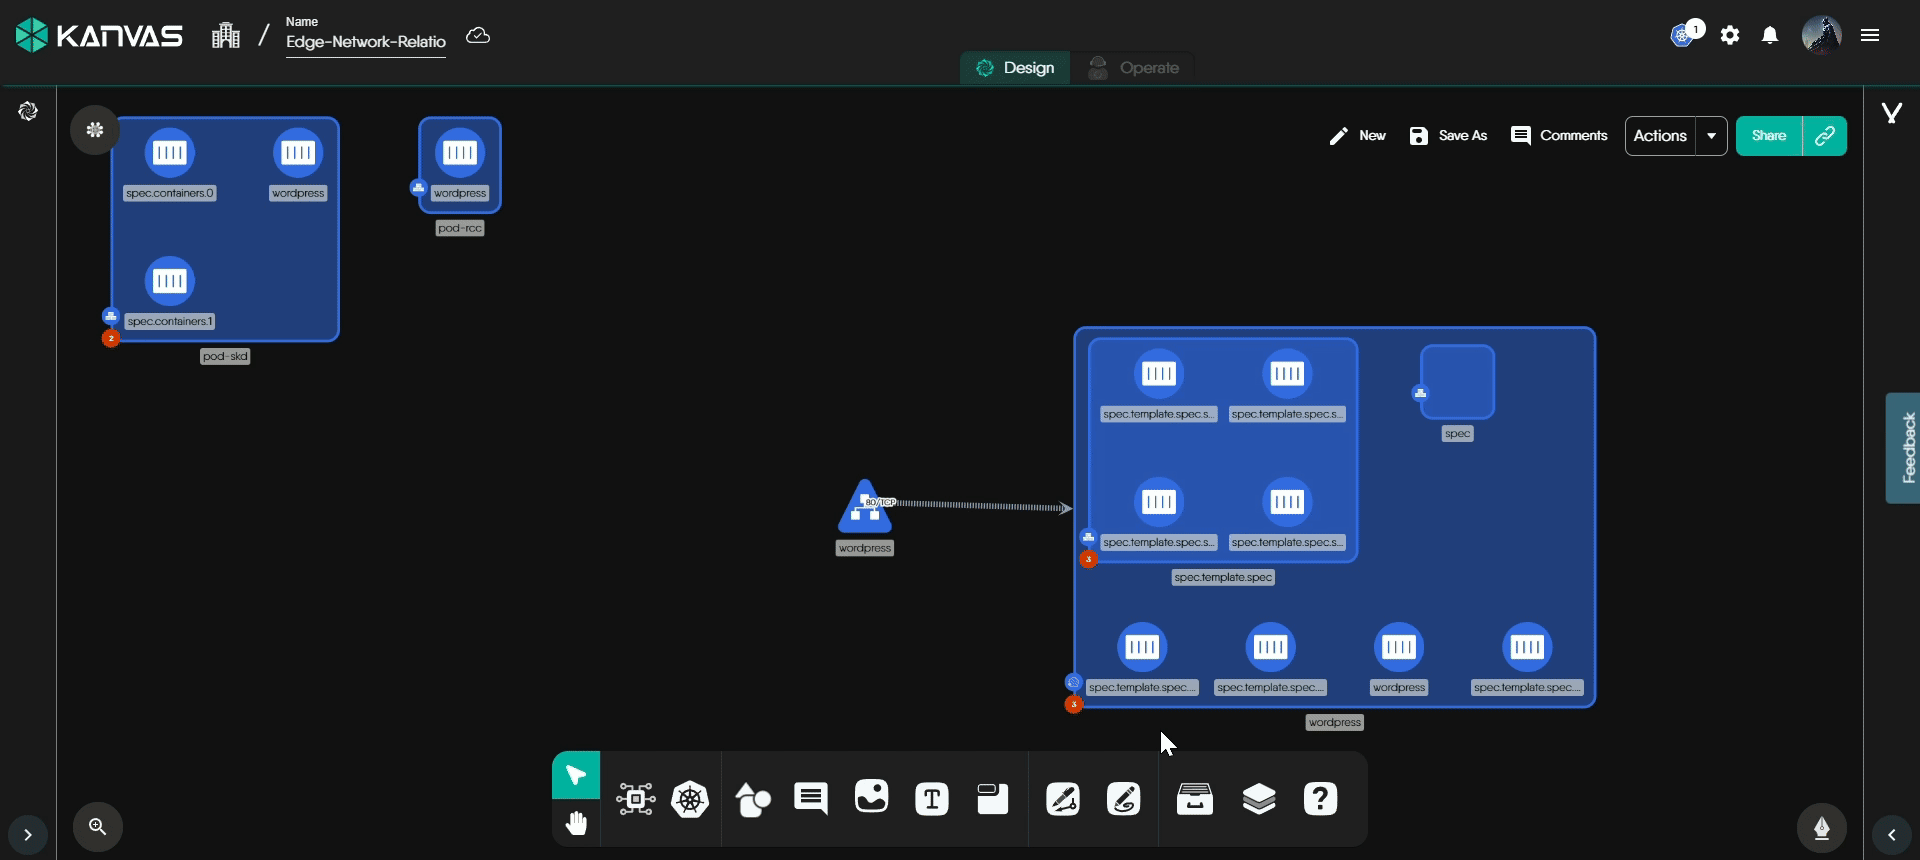 KANVAS
/
Name
Edge-Network-Relatio
1
Design
Operate
New
Save As
Comments
Actions
Share
Feedback
spec.containers.0
wordpress
spec.containers.1
2
pod-skd
wordpress
pod-rcc
80/TCP
wordpress
spec.template.spec.s...
spec.template.spec.s...
spec.template.spec.s...
spec.template.spec.s...
3
spec.template.spec
spec
spec.template.spec....
spec.template.spec....
wordpress
spec.template.spec....
3
wordpress
T
?